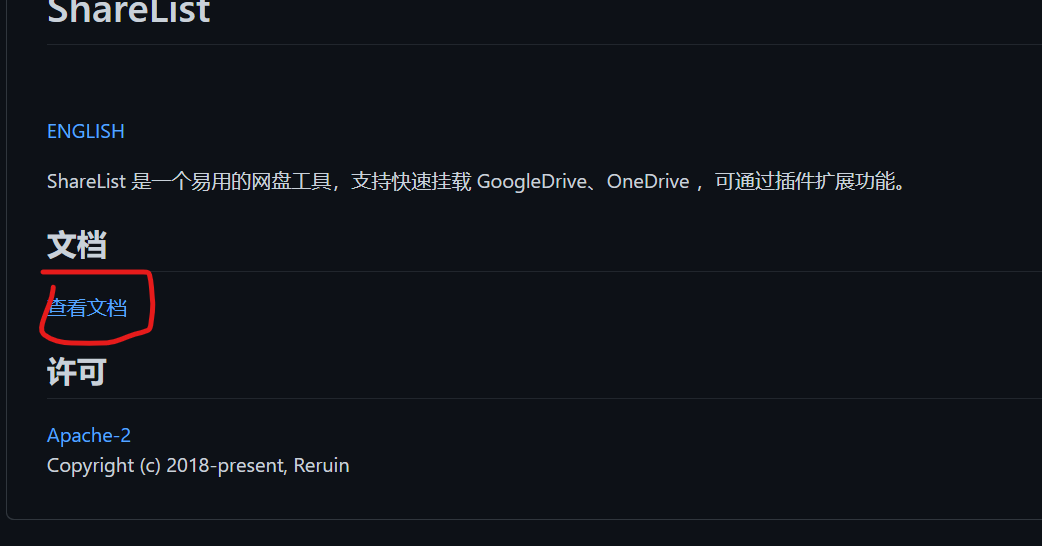 ShareList
ENGLISH
ShareList 是一个易用的网盘工具，支持快速挂载 GoogleDrive、OneDrive ，可通过插件扩展功能。
文档
查看文档
许可
Apache-2
Copyright (c) 2018-present, Reruin